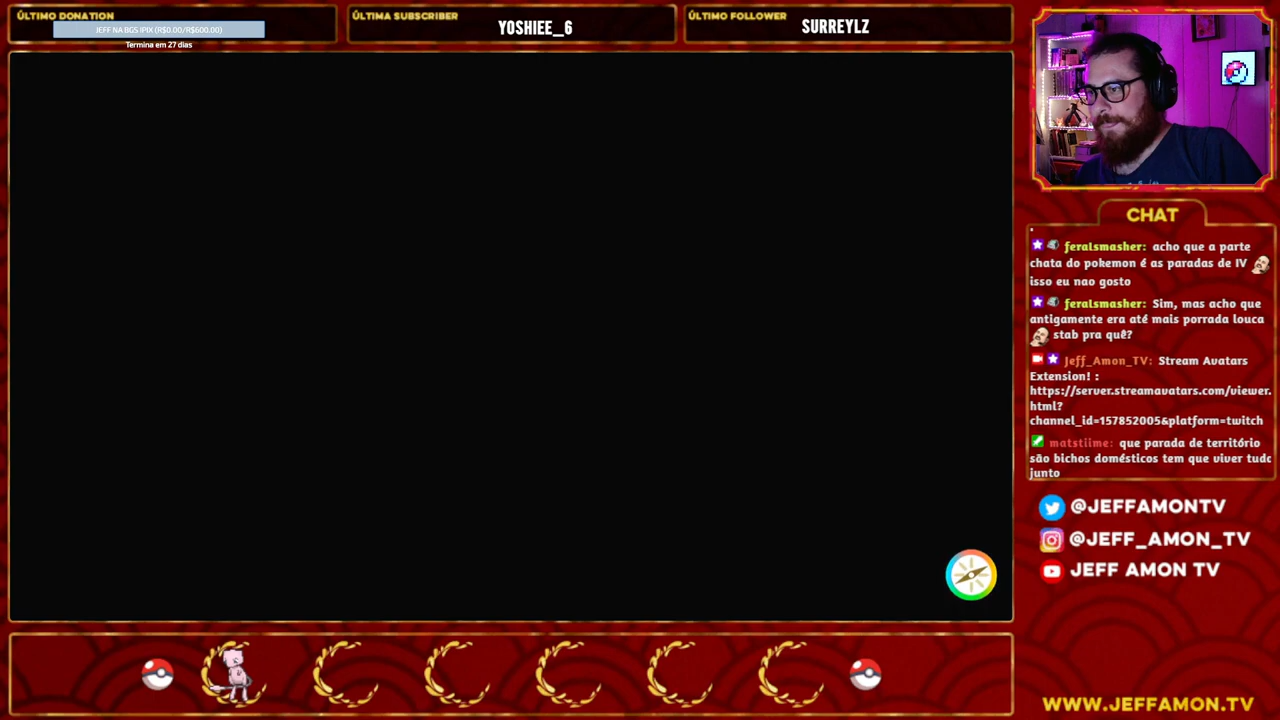 ÚLTIMO DONATION
JEFF NA BGS !PIX (R$0.00/R$600.00)
Termina em 27 dias
ÚLTIMA SUBSCRIBER
YOSHIEE_6
ÚLTIMO FOLLOWER
SURREYLZ
CHAT
feralsmasher: acho que a parte
chata do pokemon é as paradas de IV
isso eu nao gosto
feralsmasher: Sim, mas acho que
antigamente era até mais porrada louca
stab pra quê?
Jeff_Amon_TV: Stream Avatars
Extension! :
https://server.streamavatars.com/viewer.
html?
channel_id=157852005&platform=twitch
matstiime: que parada de território
são bichos domésticos tem que viver tudo
junto
@JEFFAMONTV
@JEFF_AMON_TV
JEFF AMON TV
WWW.JEFFAMON.TV